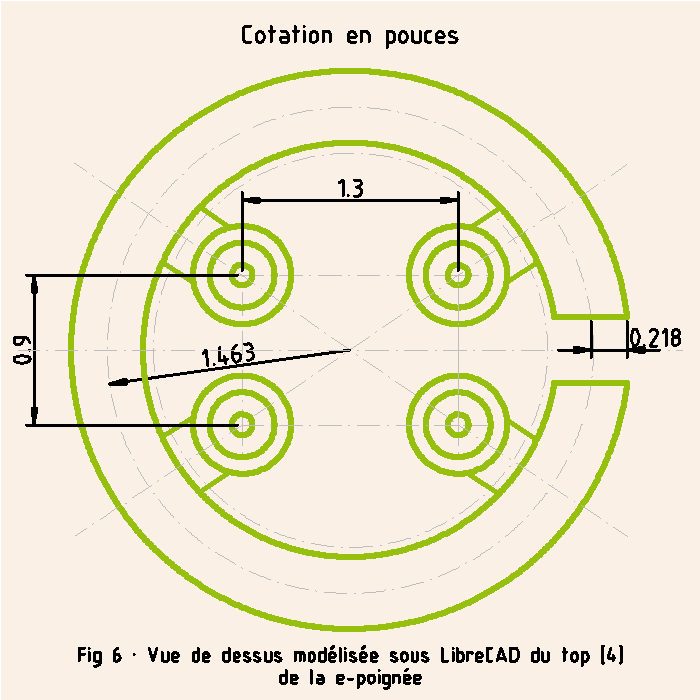 Cotation en pouces
1.3
0.9
1.463
0.218
Fig 6 · Vue de dessus modélisée sous LibreCAD du top (4)
de la e-poignée